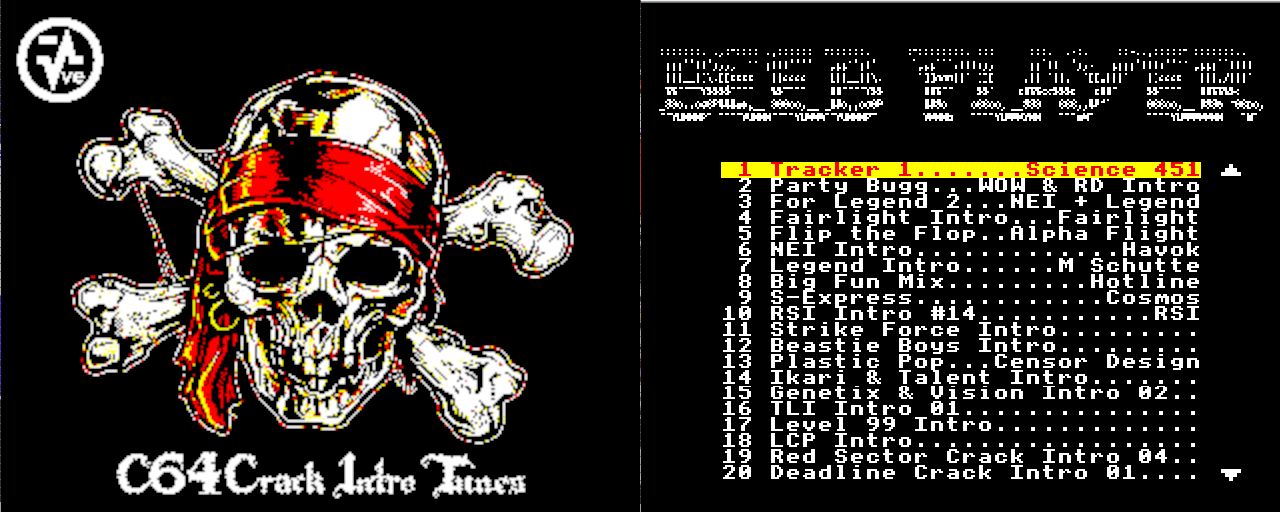 ve
C64 Crack Intro Tunes
SID PLAYER
1 Tracker 1.......Science 451
2 Party Bugg...WOW & RD Intro
3 For Legend 2...NEI + Legend
4 Fairlight Intro...Fairlight
5 Flip the Flop..Alpha Flight
6 NEI Intro.............Havok
7 Legend Intro......M Schutte
8 Big Fun Mix.........Hotline
9 S-Express............Cosmos
10 RSI Intro #14...........RSI
11 Strike Force Intro.........
12 Beastie Boys Intro.........
13 Plastic Pop...Censor Design
14 Ikari & Talent Intro.......
15 Genetix & Vision Intro 02..
16 TLI Intro 01...............
17 Level 99 Intro.............
18 LCP Intro..................
19 Red Sector Crack Intro 04..
20 Deadline Crack Intro 01....